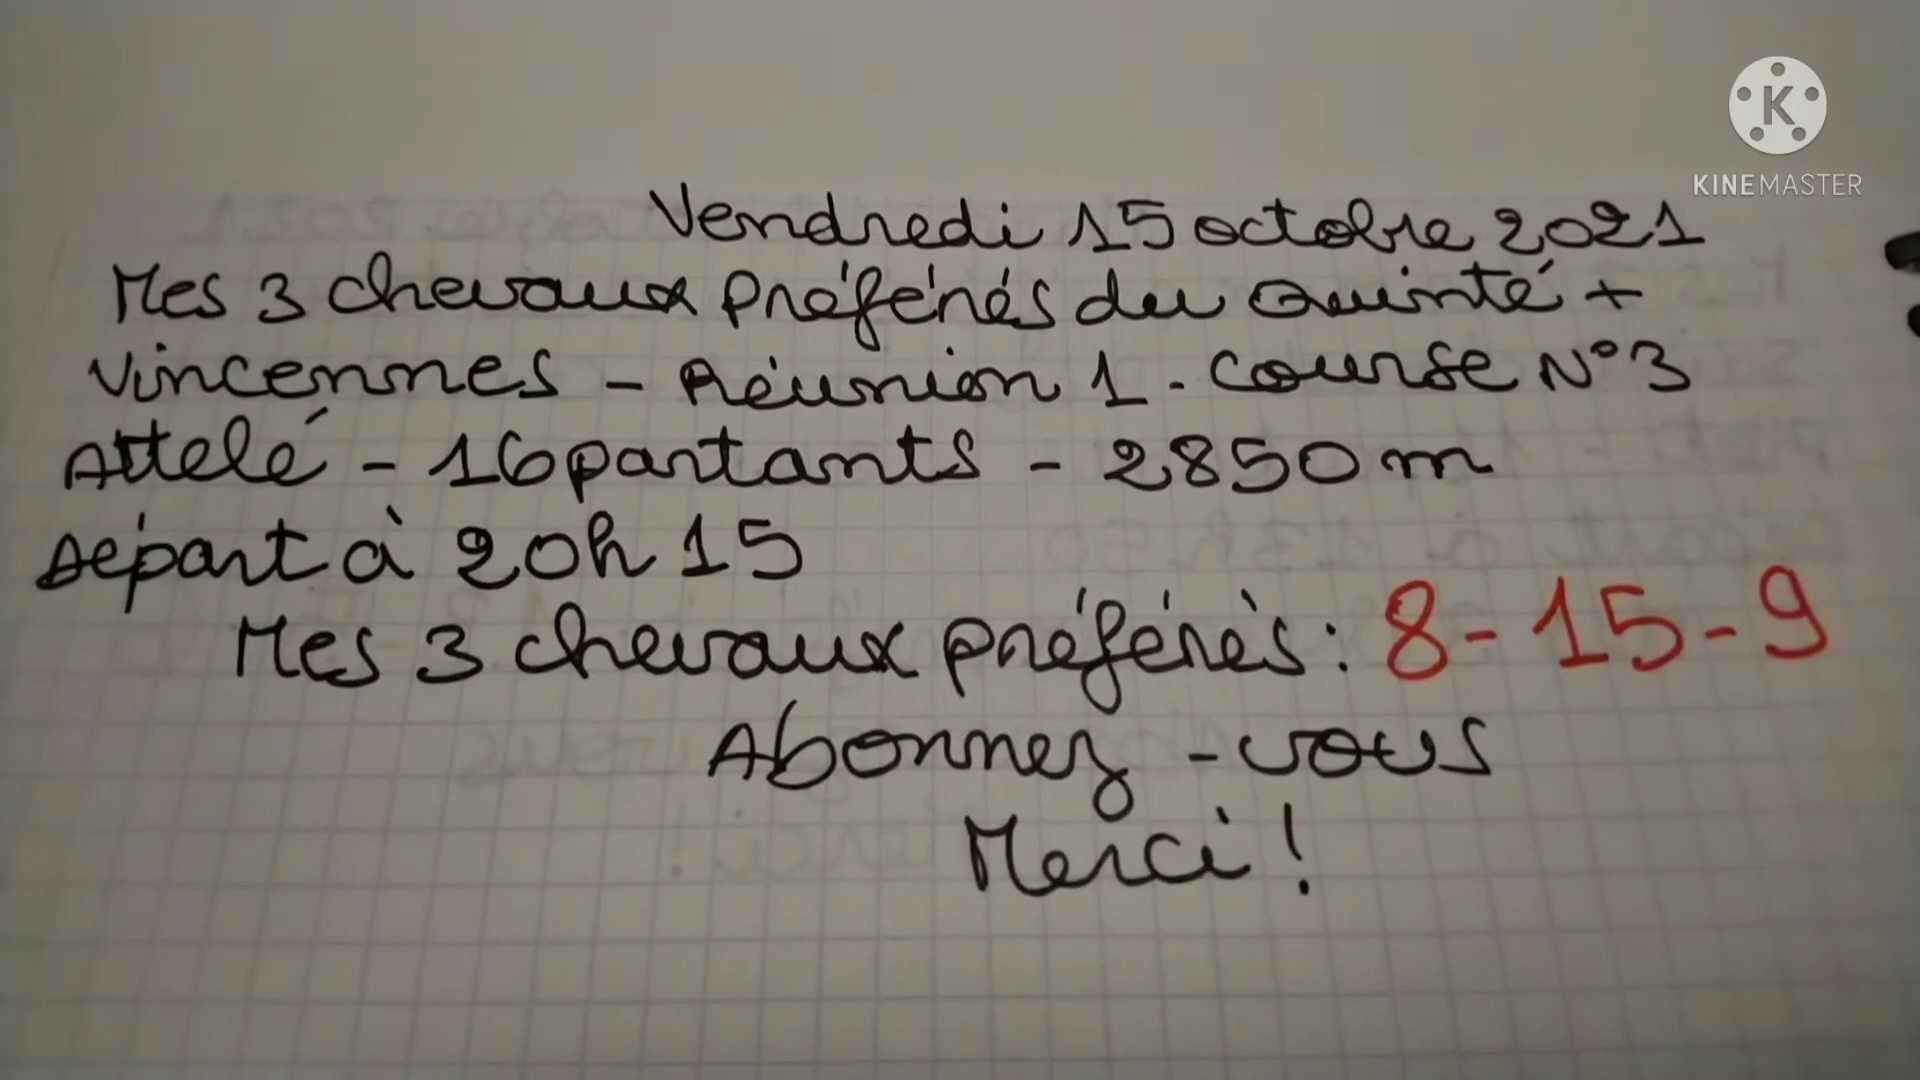 K
KINEMASTER
Vendredi 15 octobre 2021
Mes 3 chevaux préférés du Quinté +
Vincennes - Réunion 1 - Course N°3
Attelé - 16 partants - 2850 m
Départ à 20h15
Mes 3 chevaux préférés : 8 - 15 - 9
Abonnez-vous
Merci !